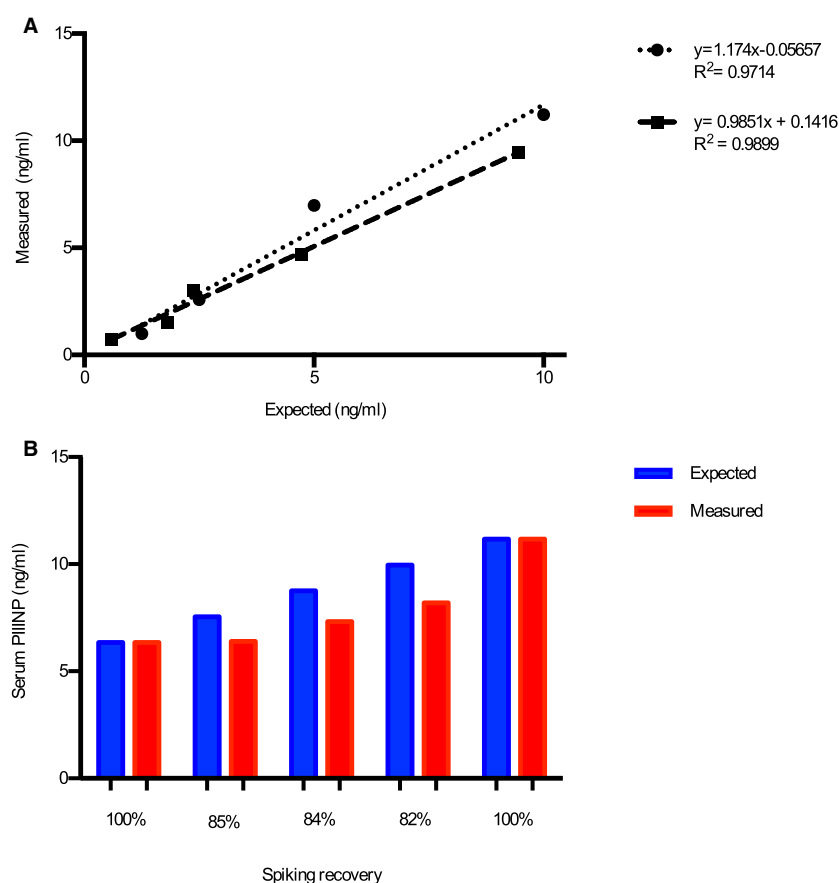 A
15
10
5
0
Measured (ng/ml)
0
5
10
Expected (ng/ml)
y=1.174x-0.05657
R²= 0.9714
y= 0.9851x + 0.1416
R² = 0.9899
B
15
10
5
0
Serum PIIINP (ng/ml)
100%
85%
84%
82%
100%
Spiking recovery
Expected
Measured